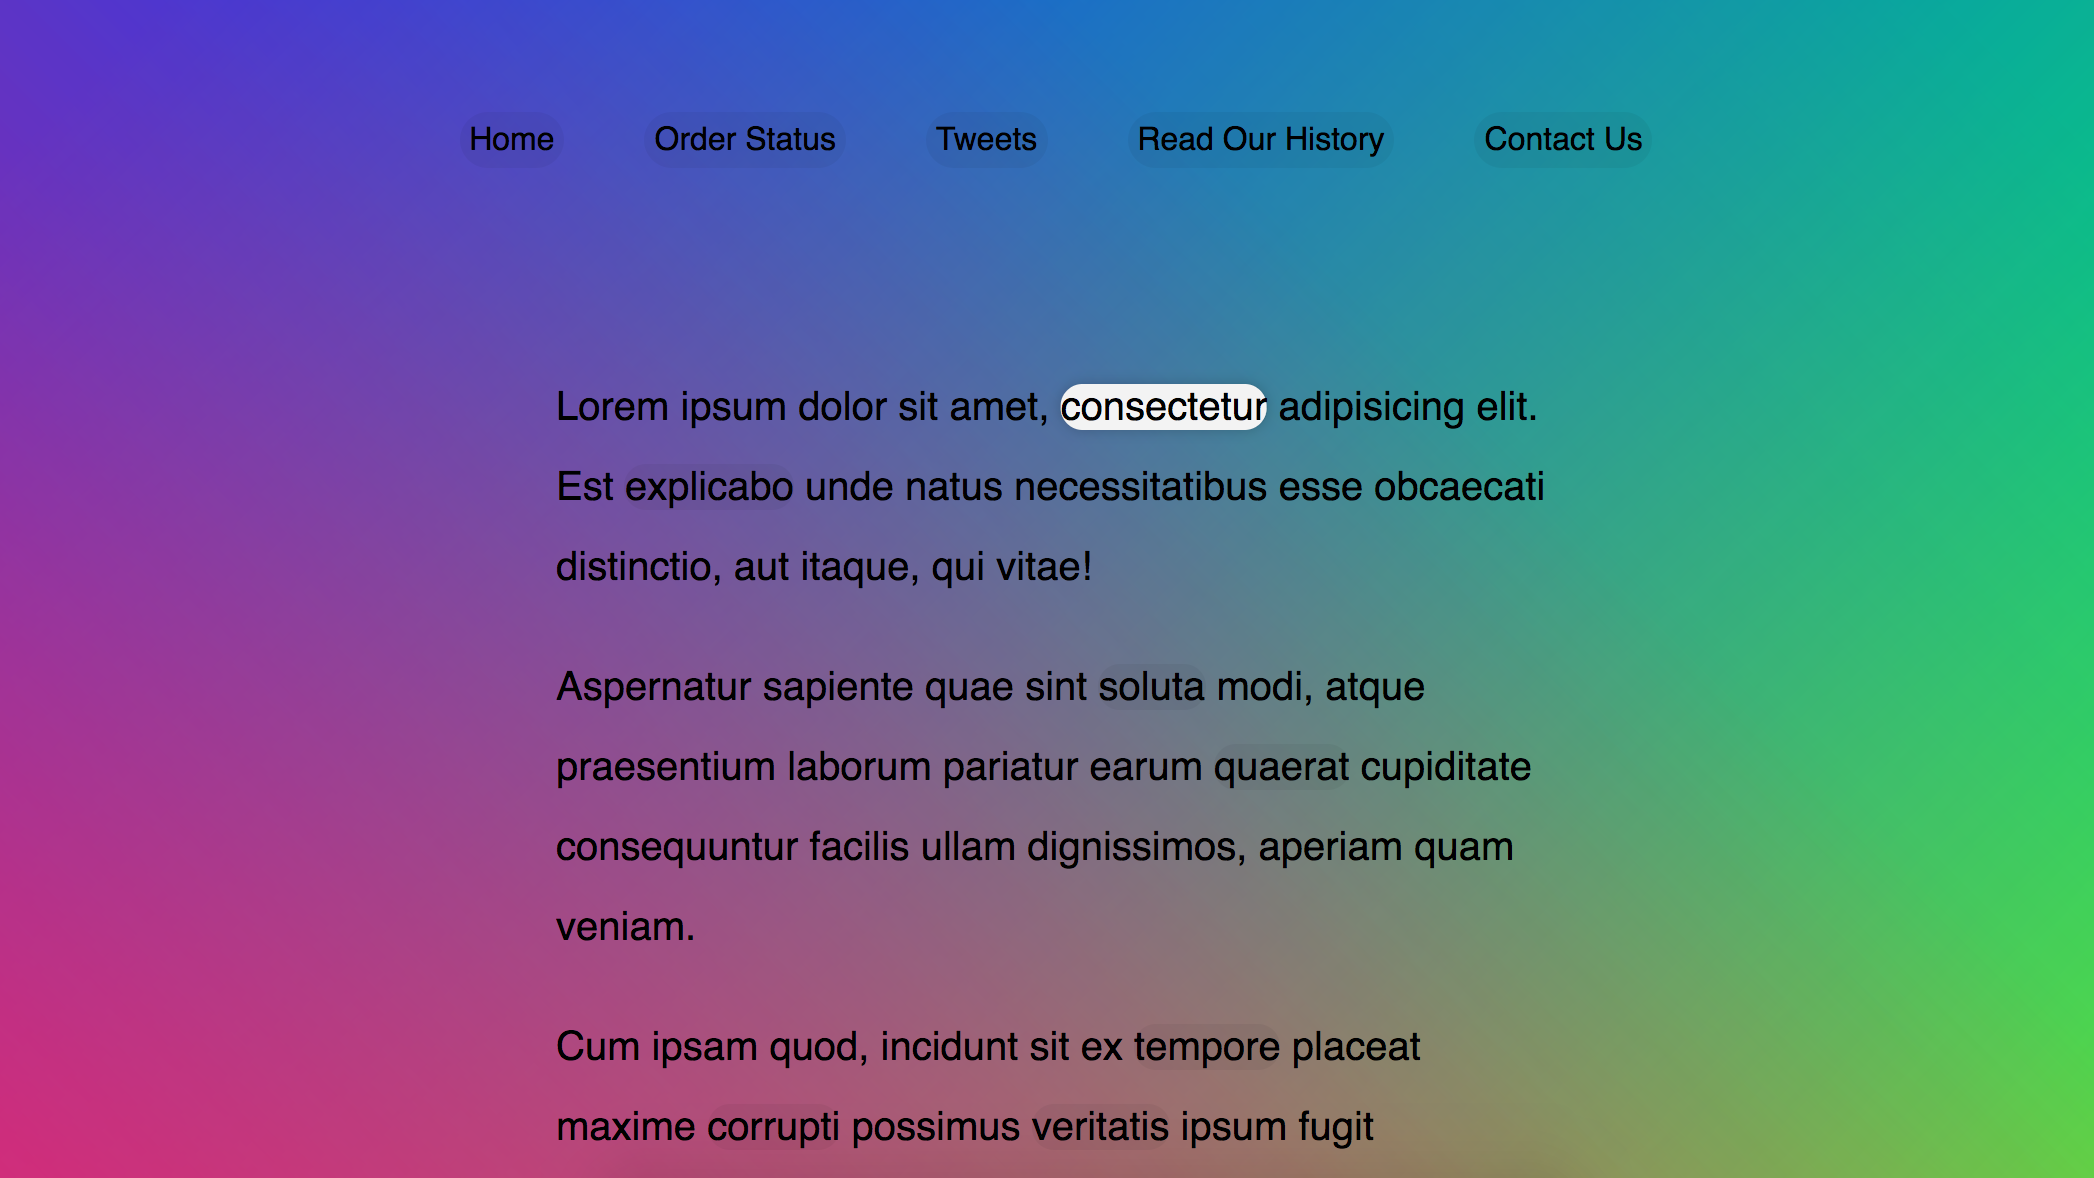 Home Order Status Tweets Read Our History Contact Us
Lorem ipsum dolor sit amet, consectetur adipisicing elit.
Est explicabo unde natus necessitatibus esse obcaecati
distinctio, aut itaque, qui vitae!
Aspernatur sapiente quae sint soluta modi, atque
praesentium laborum pariatur earum quaerat cupiditate
consequuntur facilis ullam dignissimos, aperiam quam
veniam.
Cum ipsam quod, incidunt sit ex tempore placeat
maxime corrupti possimus veritatis ipsum fugit